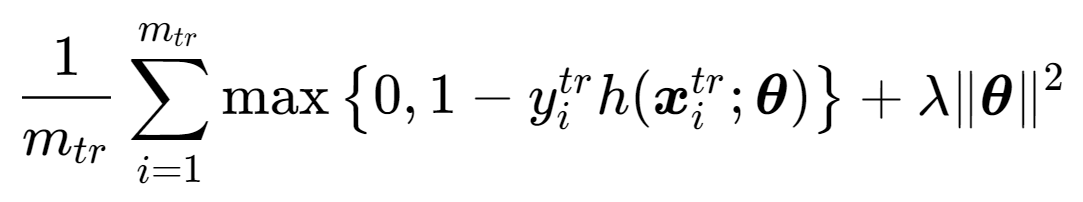 \frac{1}{m_{tr}} \sum_{i=1}^{m_{tr}} \max \left\{ 0, 1 - y_i^{tr} h(\boldsymbol{x}_i^{tr}; \boldsymbol{\theta}) \right\} + \lambda \|\boldsymbol{\theta}\|^2